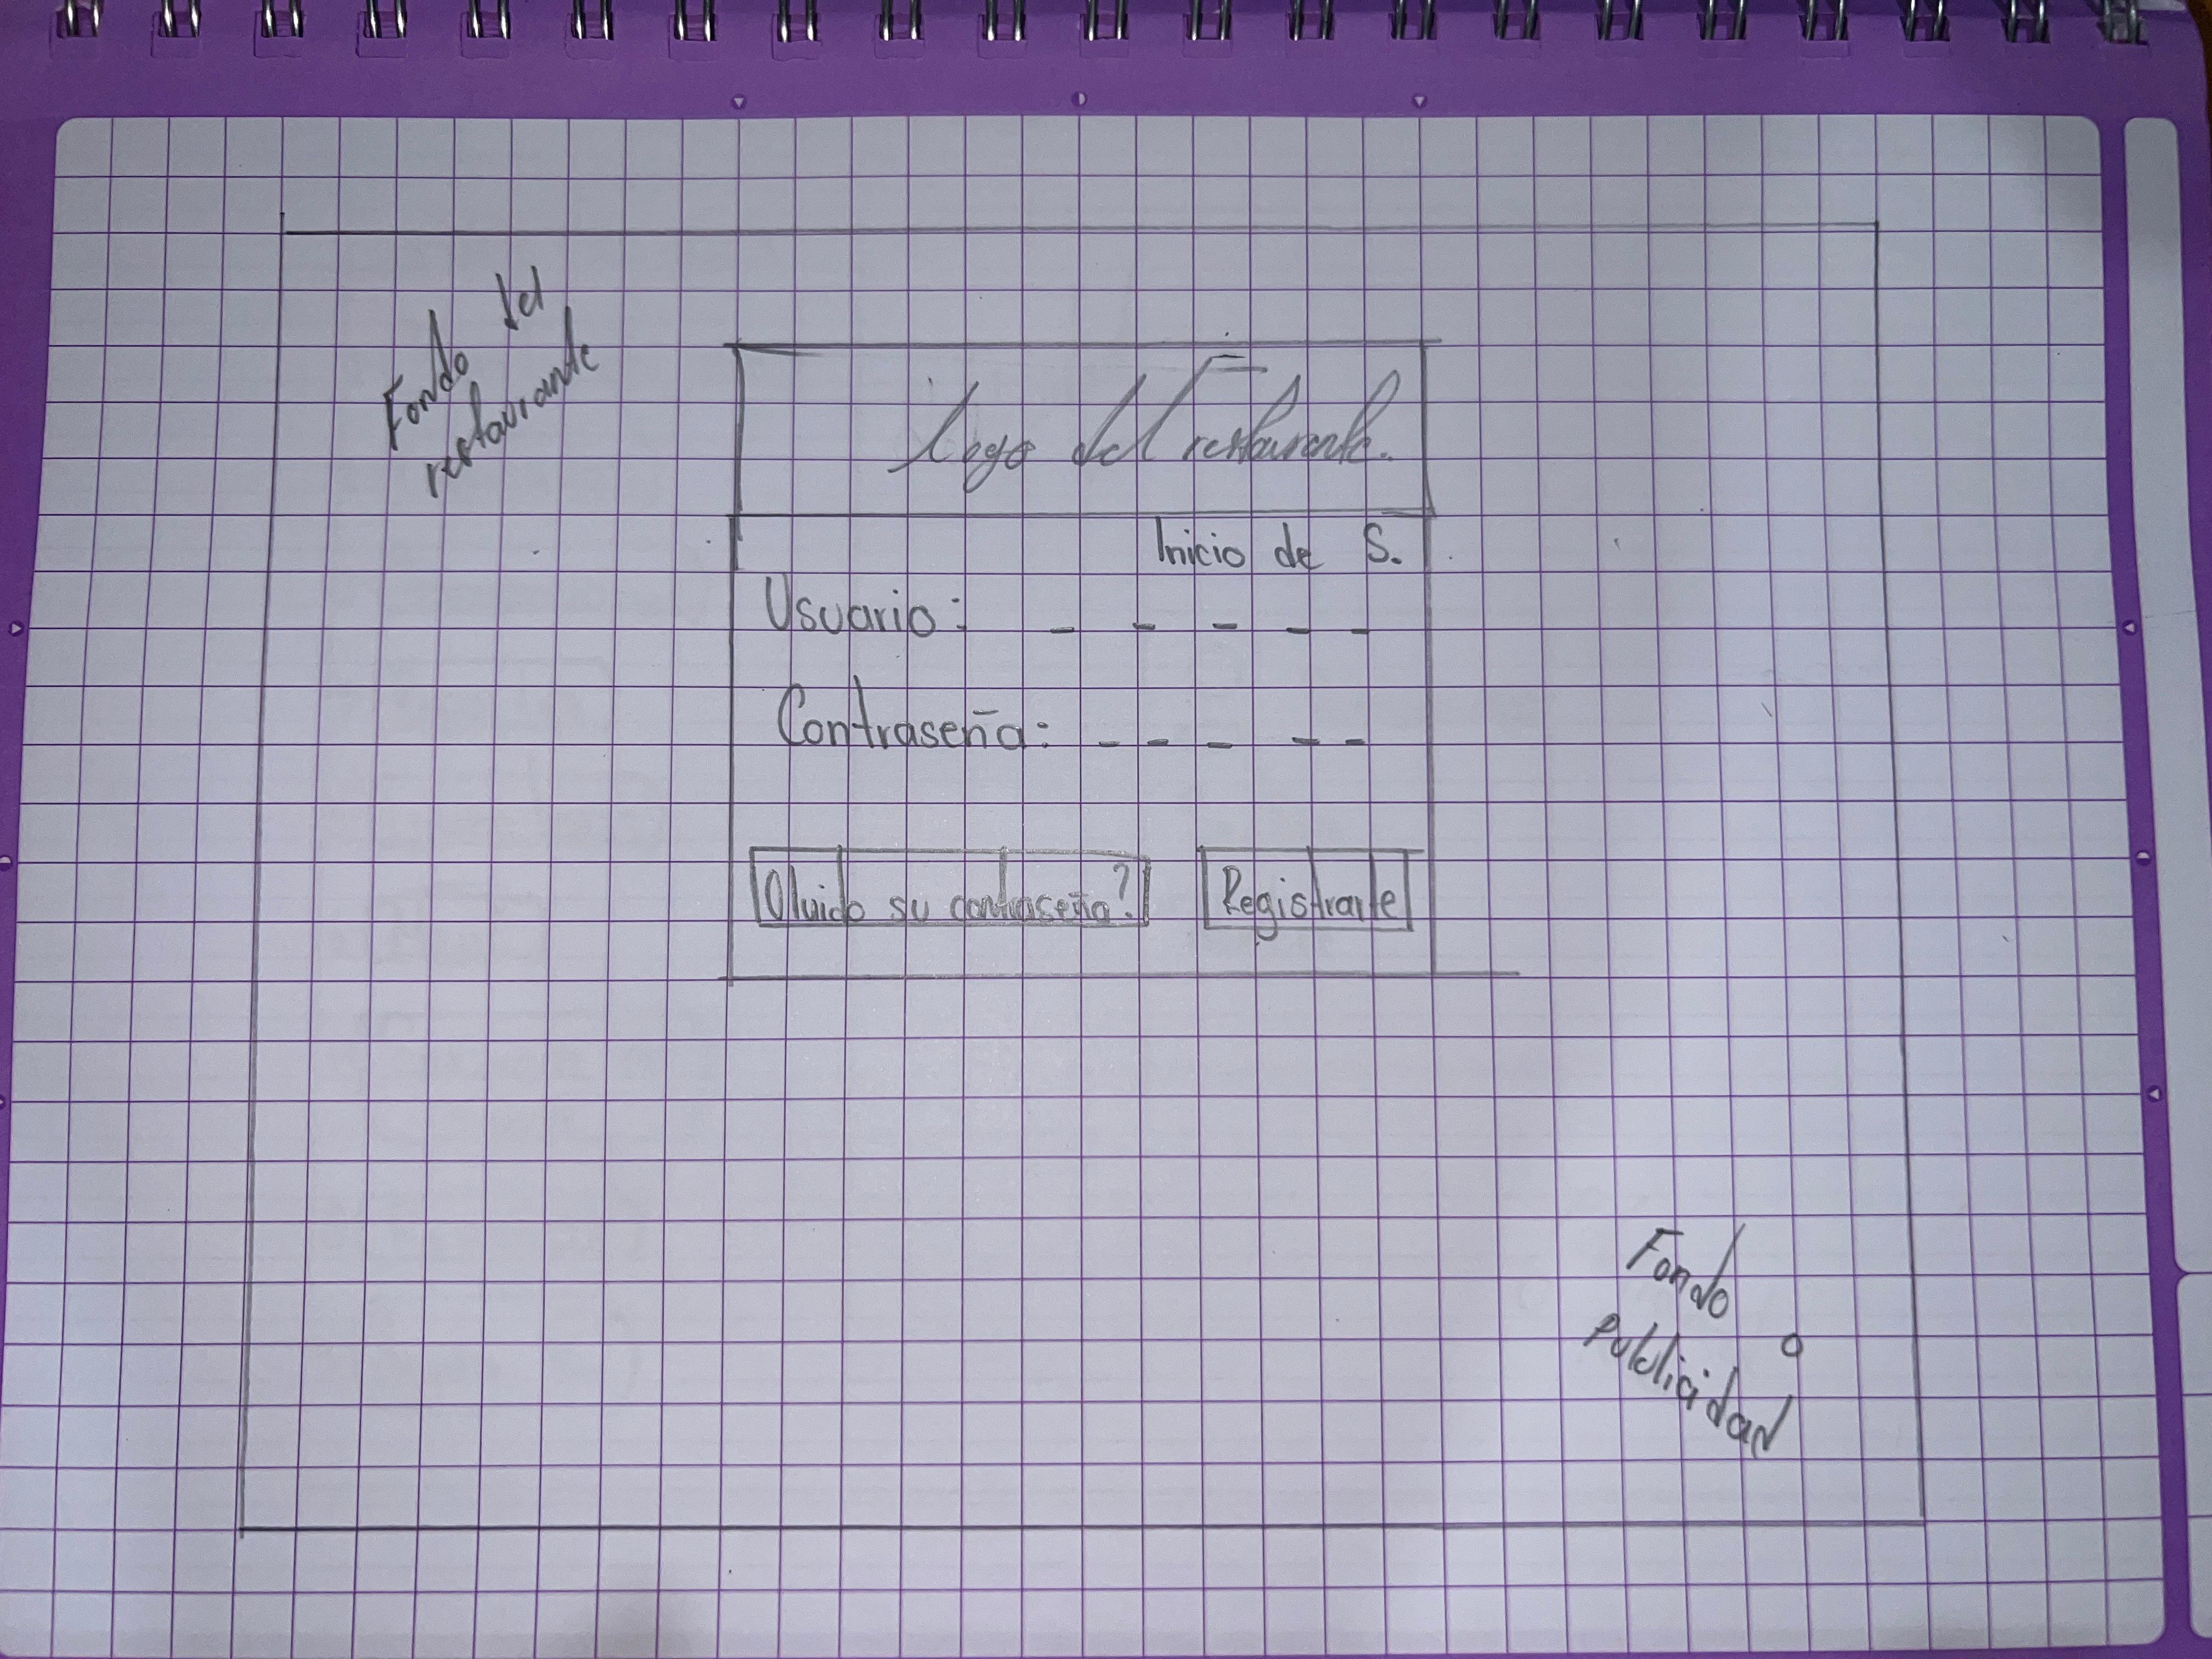 Fondo del
restaurante
Logo del restaurante.
Inicio de S.
Usuario: _ _ _ _ _
Contraseña: _ _ _ _ _
Olvido su contraseña?
Registrarte
Fondo o
Publicidad